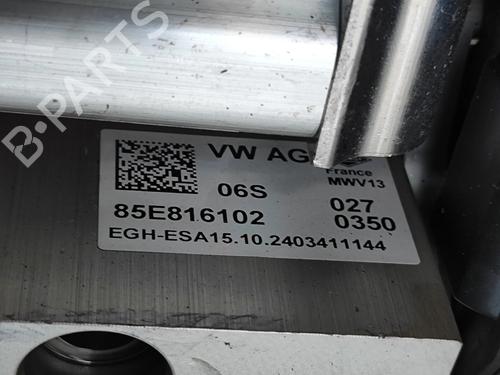 B-PARTS
VW AG
France
06S MWV13
85E816102 027
0350
EGH-ESA15.10.2403411144